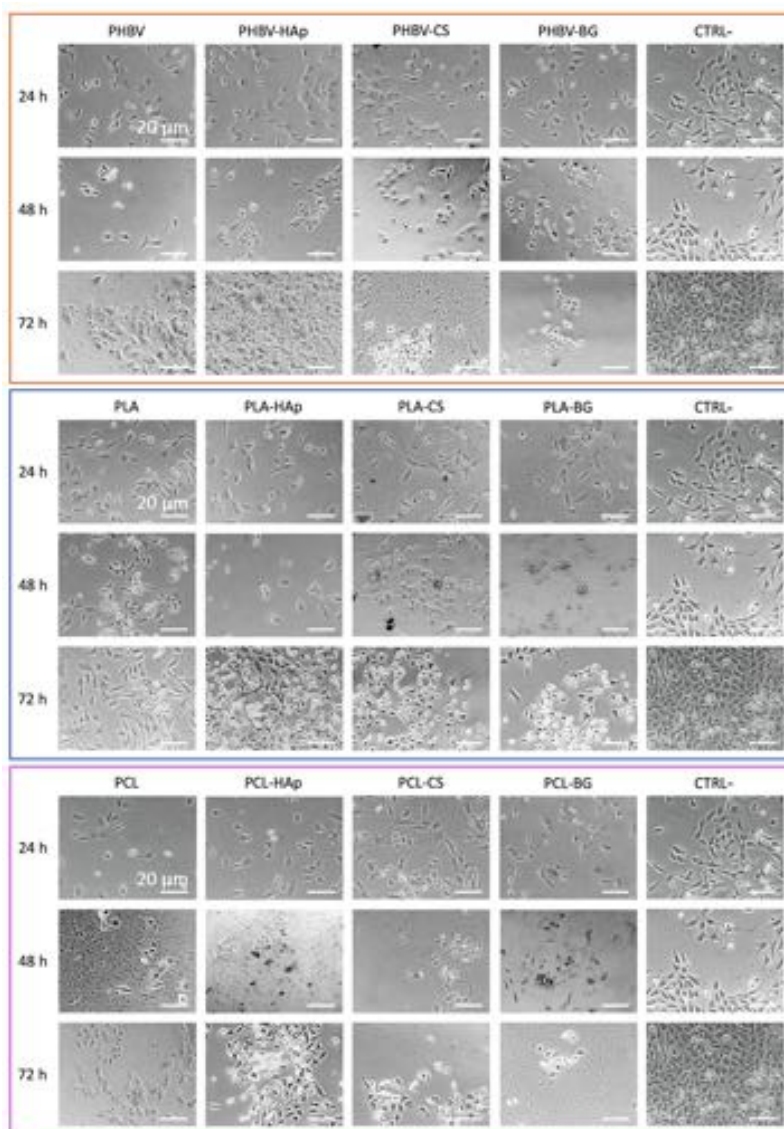 PHBV PHBV-HAp PHBV-CS PHBV-BG CTRL-
24 h
20 µm
48 h
72 h
PLA PLA-HAp PLA-CS PLA-BG CTRL-
24 h
20 µm
48 h
72 h
PCL PCL-HAp PCL-CS PCL-BG CTRL-
24 h
20 µm
48 h
72 h